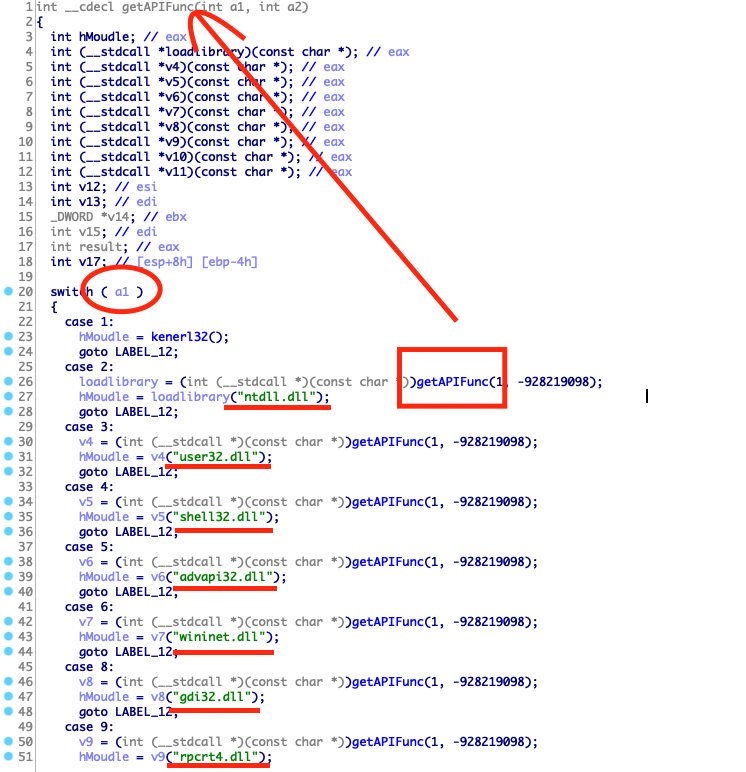 1 int __cdecl getAPIFunc(int a1, int a2)
2 {
3 int hMoudle; // eax
4 int (__stdcall *loadlibrary)(const char *); // eax
5 int (__stdcall *v4)(const char *); // eax
6 int (__stdcall *v5)(const char *); // eax
7 int (__stdcall *v6)(const char *); // eax
8 int (__stdcall *v7)(const char *); // eax
9 int (__stdcall *v8)(const char *); // eax
10 int (__stdcall *v9)(const char *); // eax
11 int (__stdcall *v10)(const char *); // eax
12 int (__stdcall *v11)(const char *); // eax
13 int v12; // esi
14 int v13; // edi
15 _DWORD *v14; // ebx
16 int v15; // edi
17 int result; // eax
18 int v17; // [esp+8h] [ebp-4h]
19
20 switch ( a1 )
21 {
22 case 1:
23 hMoudle = kenerl32();
24 goto LABEL_12;
25 case 2:
26 loadlibrary = (int (__stdcall *)(const char *))getAPIFunc(1, -928219098);
27 hMoudle = loadlibrary("ntdll.dll");
28 goto LABEL_12;
29 case 3:
30 v4 = (int (__stdcall *)(const char *))getAPIFunc(1, -928219098);
31 hMoudle = v4("user32.dll");
32 goto LABEL_12;
33 case 4:
34 v5 = (int (__stdcall *)(const char *))getAPIFunc(1, -928219098);
35 hMoudle = v5("shell32.dll");
36 goto LABEL_12;
37 case 5:
38 v6 = (int (__stdcall *)(const char *))getAPIFunc(1, -928219098);
39 hMoudle = v6("advapi32.dll");
40 goto LABEL_12;
41 case 6:
42 v7 = (int (__stdcall *)(const char *))getAPIFunc(1, -928219098);
43 hMoudle = v7("wininet.dll");
44 goto LABEL_12;
45 case 8:
46 v8 = (int (__stdcall *)(const char *))getAPIFunc(1, -928219098);
47 hMoudle = v8("gdi32.dll");
48 goto LABEL_12;
49 case 9:
50 v9 = (int (__stdcall *)(const char *))getAPIFunc(1, -928219098);
51 hMoudle = v9("rpcrt4.dll");